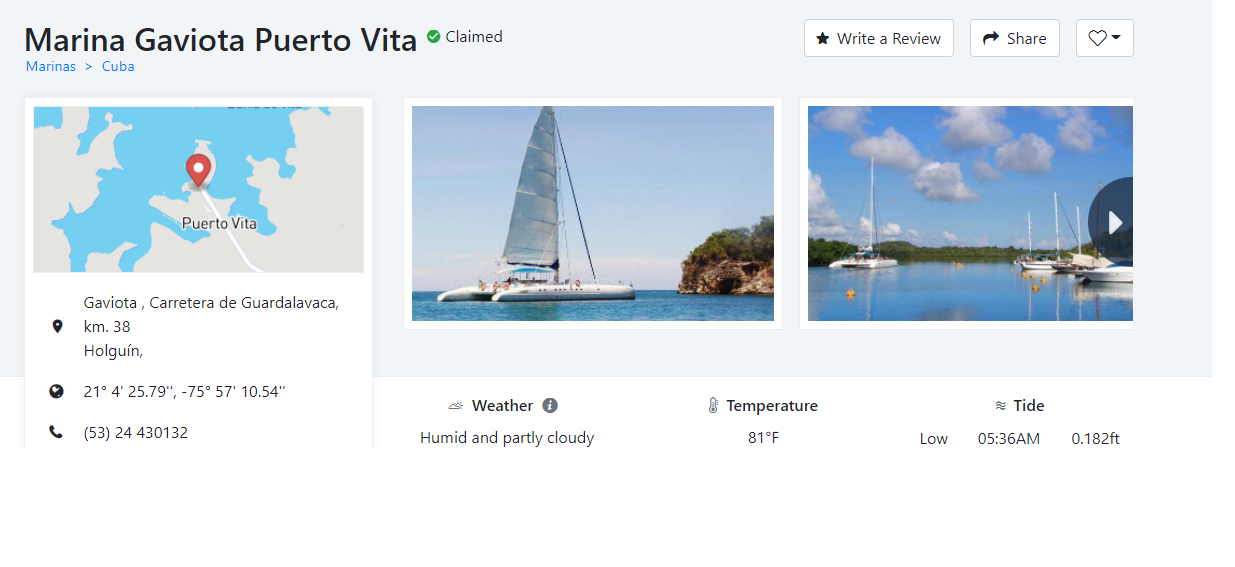 Marina Gaviota Puerto Vita
Claimed
Write a Review
Share
Marinas > Cuba
Puerto Vita
Gaviota , Carretera de Guardalavaca,
km. 38
Holguín,
21° 4' 25.79'', -75° 57' 10.54''
(53) 24 430132
Weather
Humid and partly cloudy
Temperature
81°F
Tide
Low 05:36AM 0.182ft